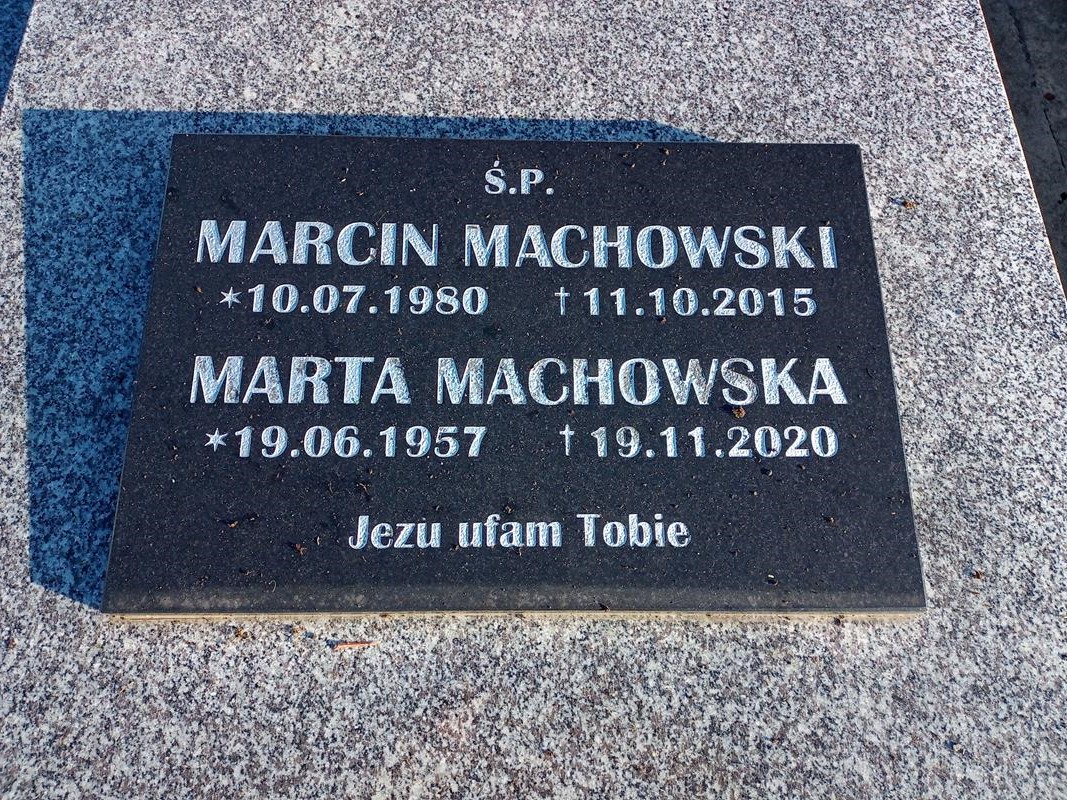 Ś.P.
MARCIN MACHOWSKI
*10.07.1980 †11.10.2015
MARTA MACHOWSKA
*19.06.1957 †19.11.2020
Jezu ufam Tobie